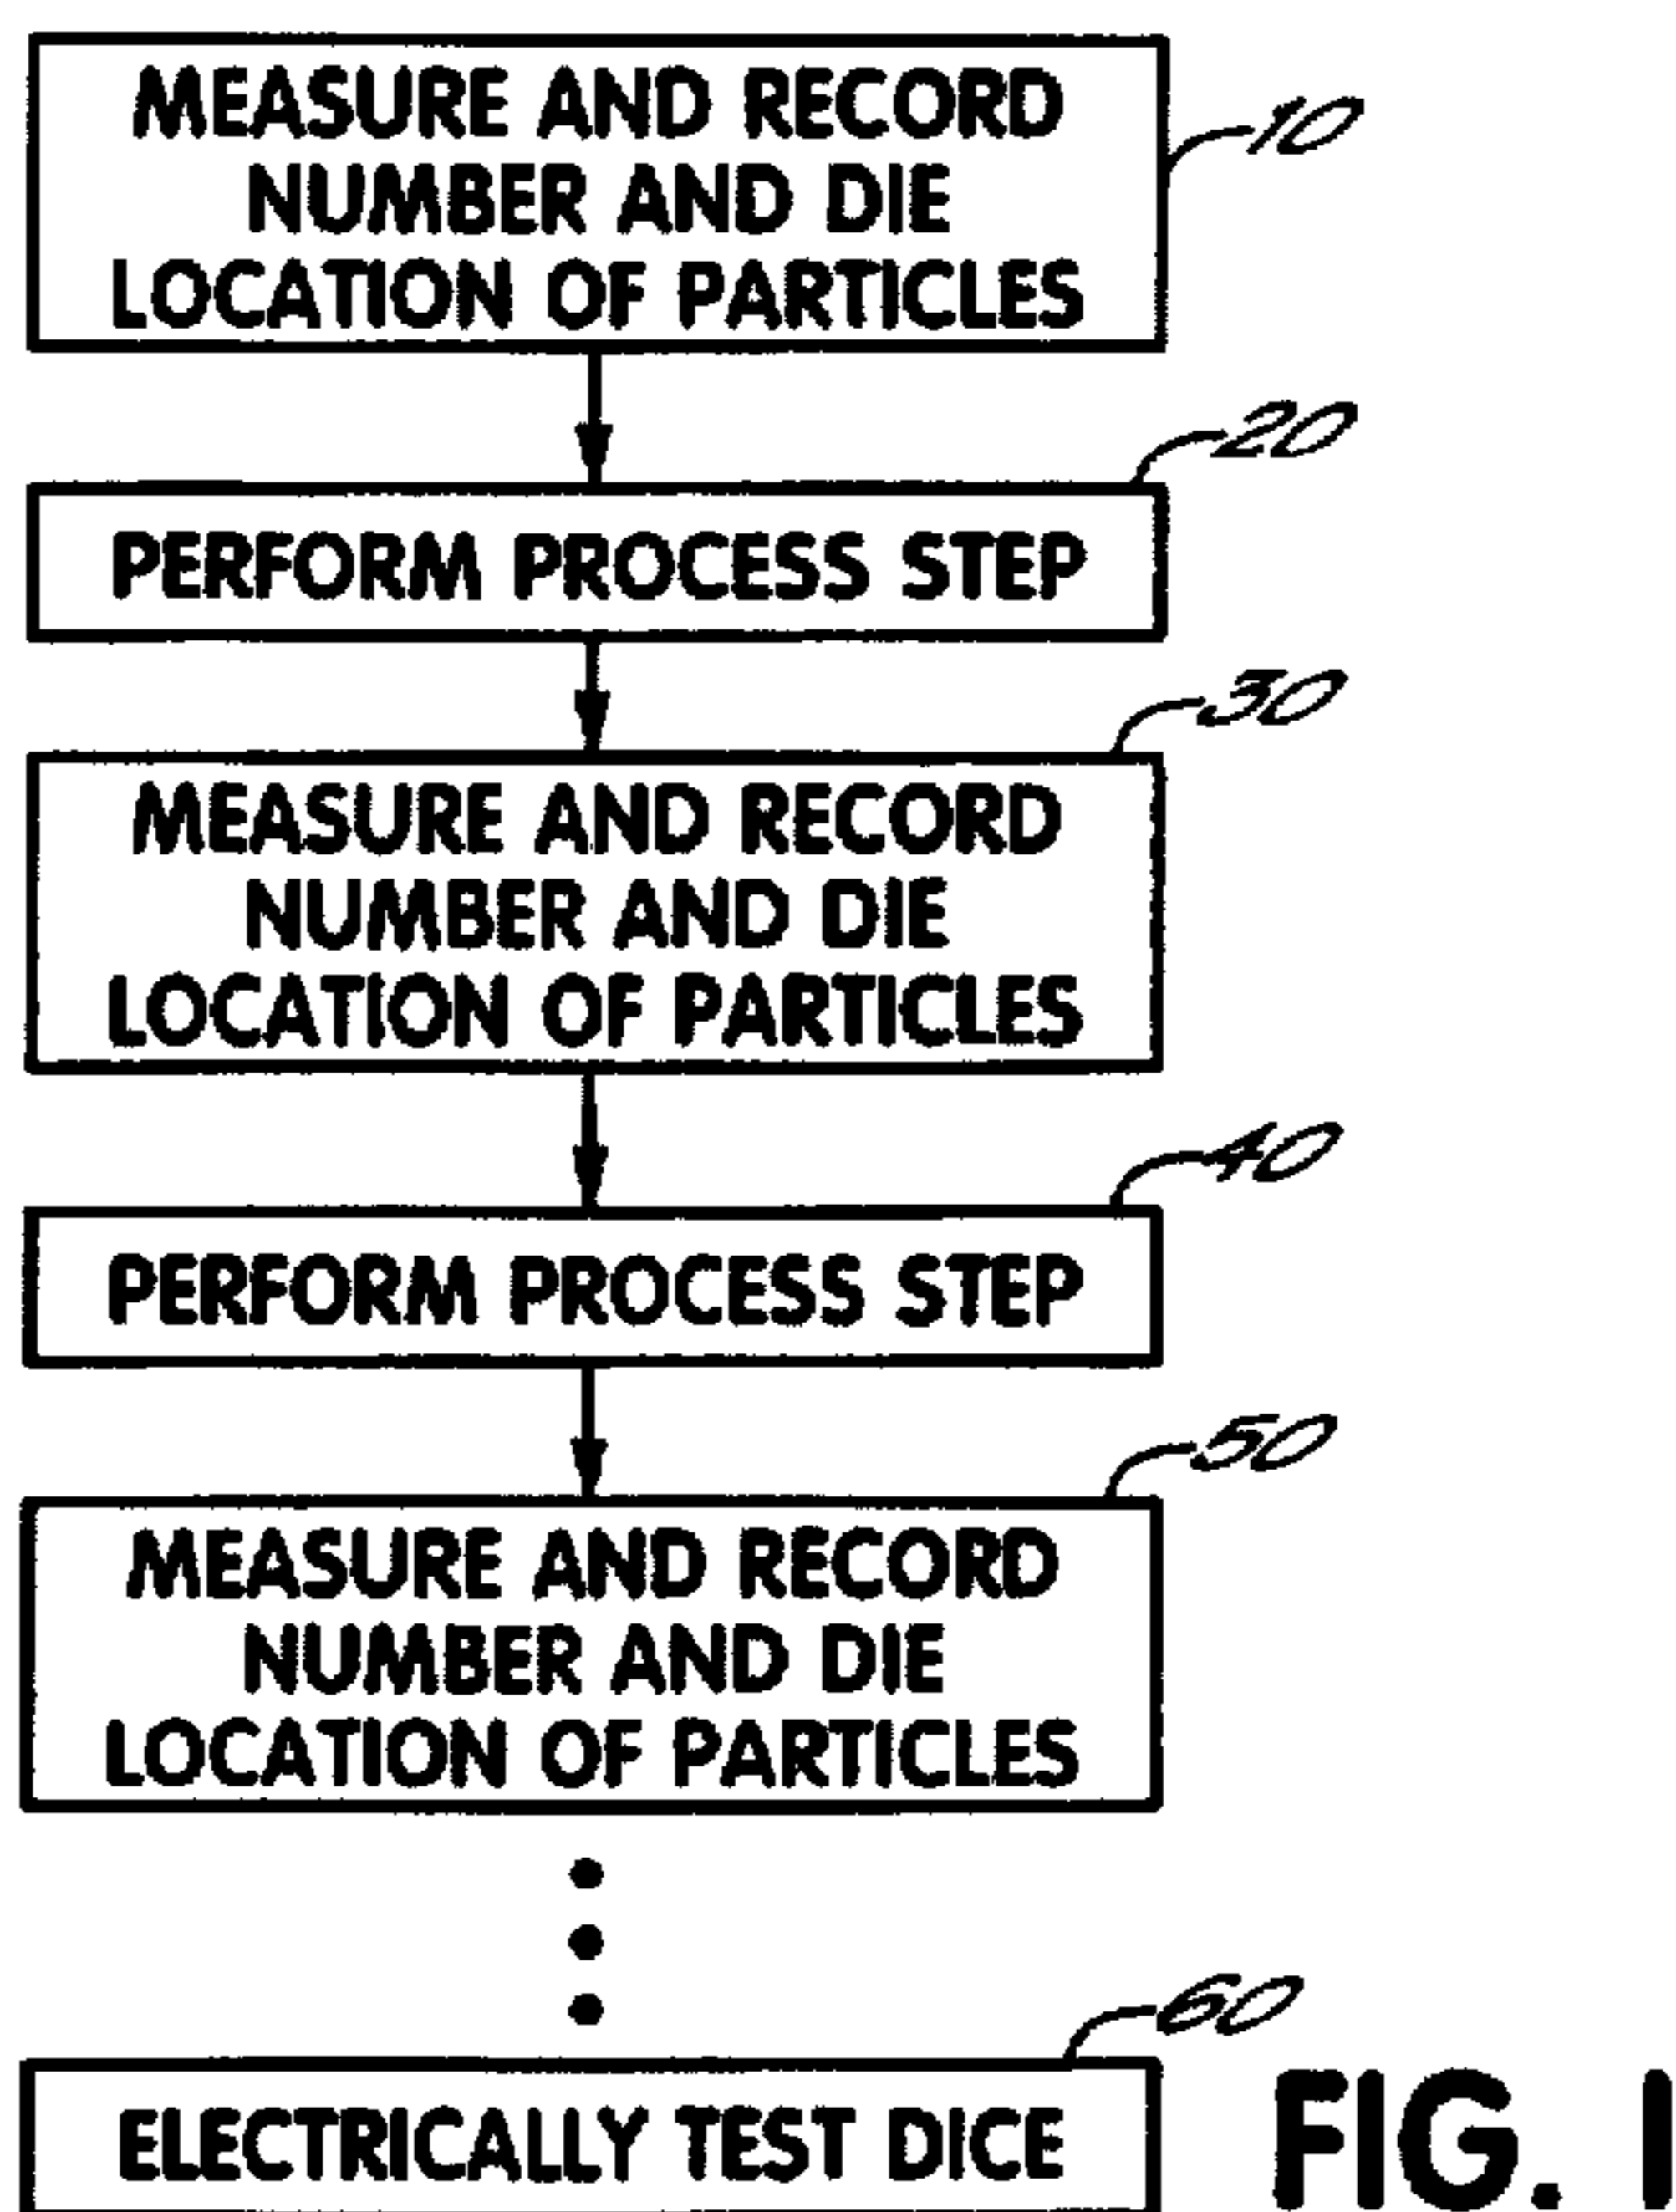 MEASURE AND RECORD
NUMBER AND DIE
LOCATION OF PARTICLES
10
20
PERFORM PROCESS STEP
30
MEASURE AND RECORD
NUMBER AND DIE
LOCATION OF PARTICLES
40
PERFORM PROCESS STEP
50
MEASURE AND RECORD
NUMBER AND DIE
LOCATION OF PARTICLES
60
ELECTRICALLY TEST DICE
FIG. 1